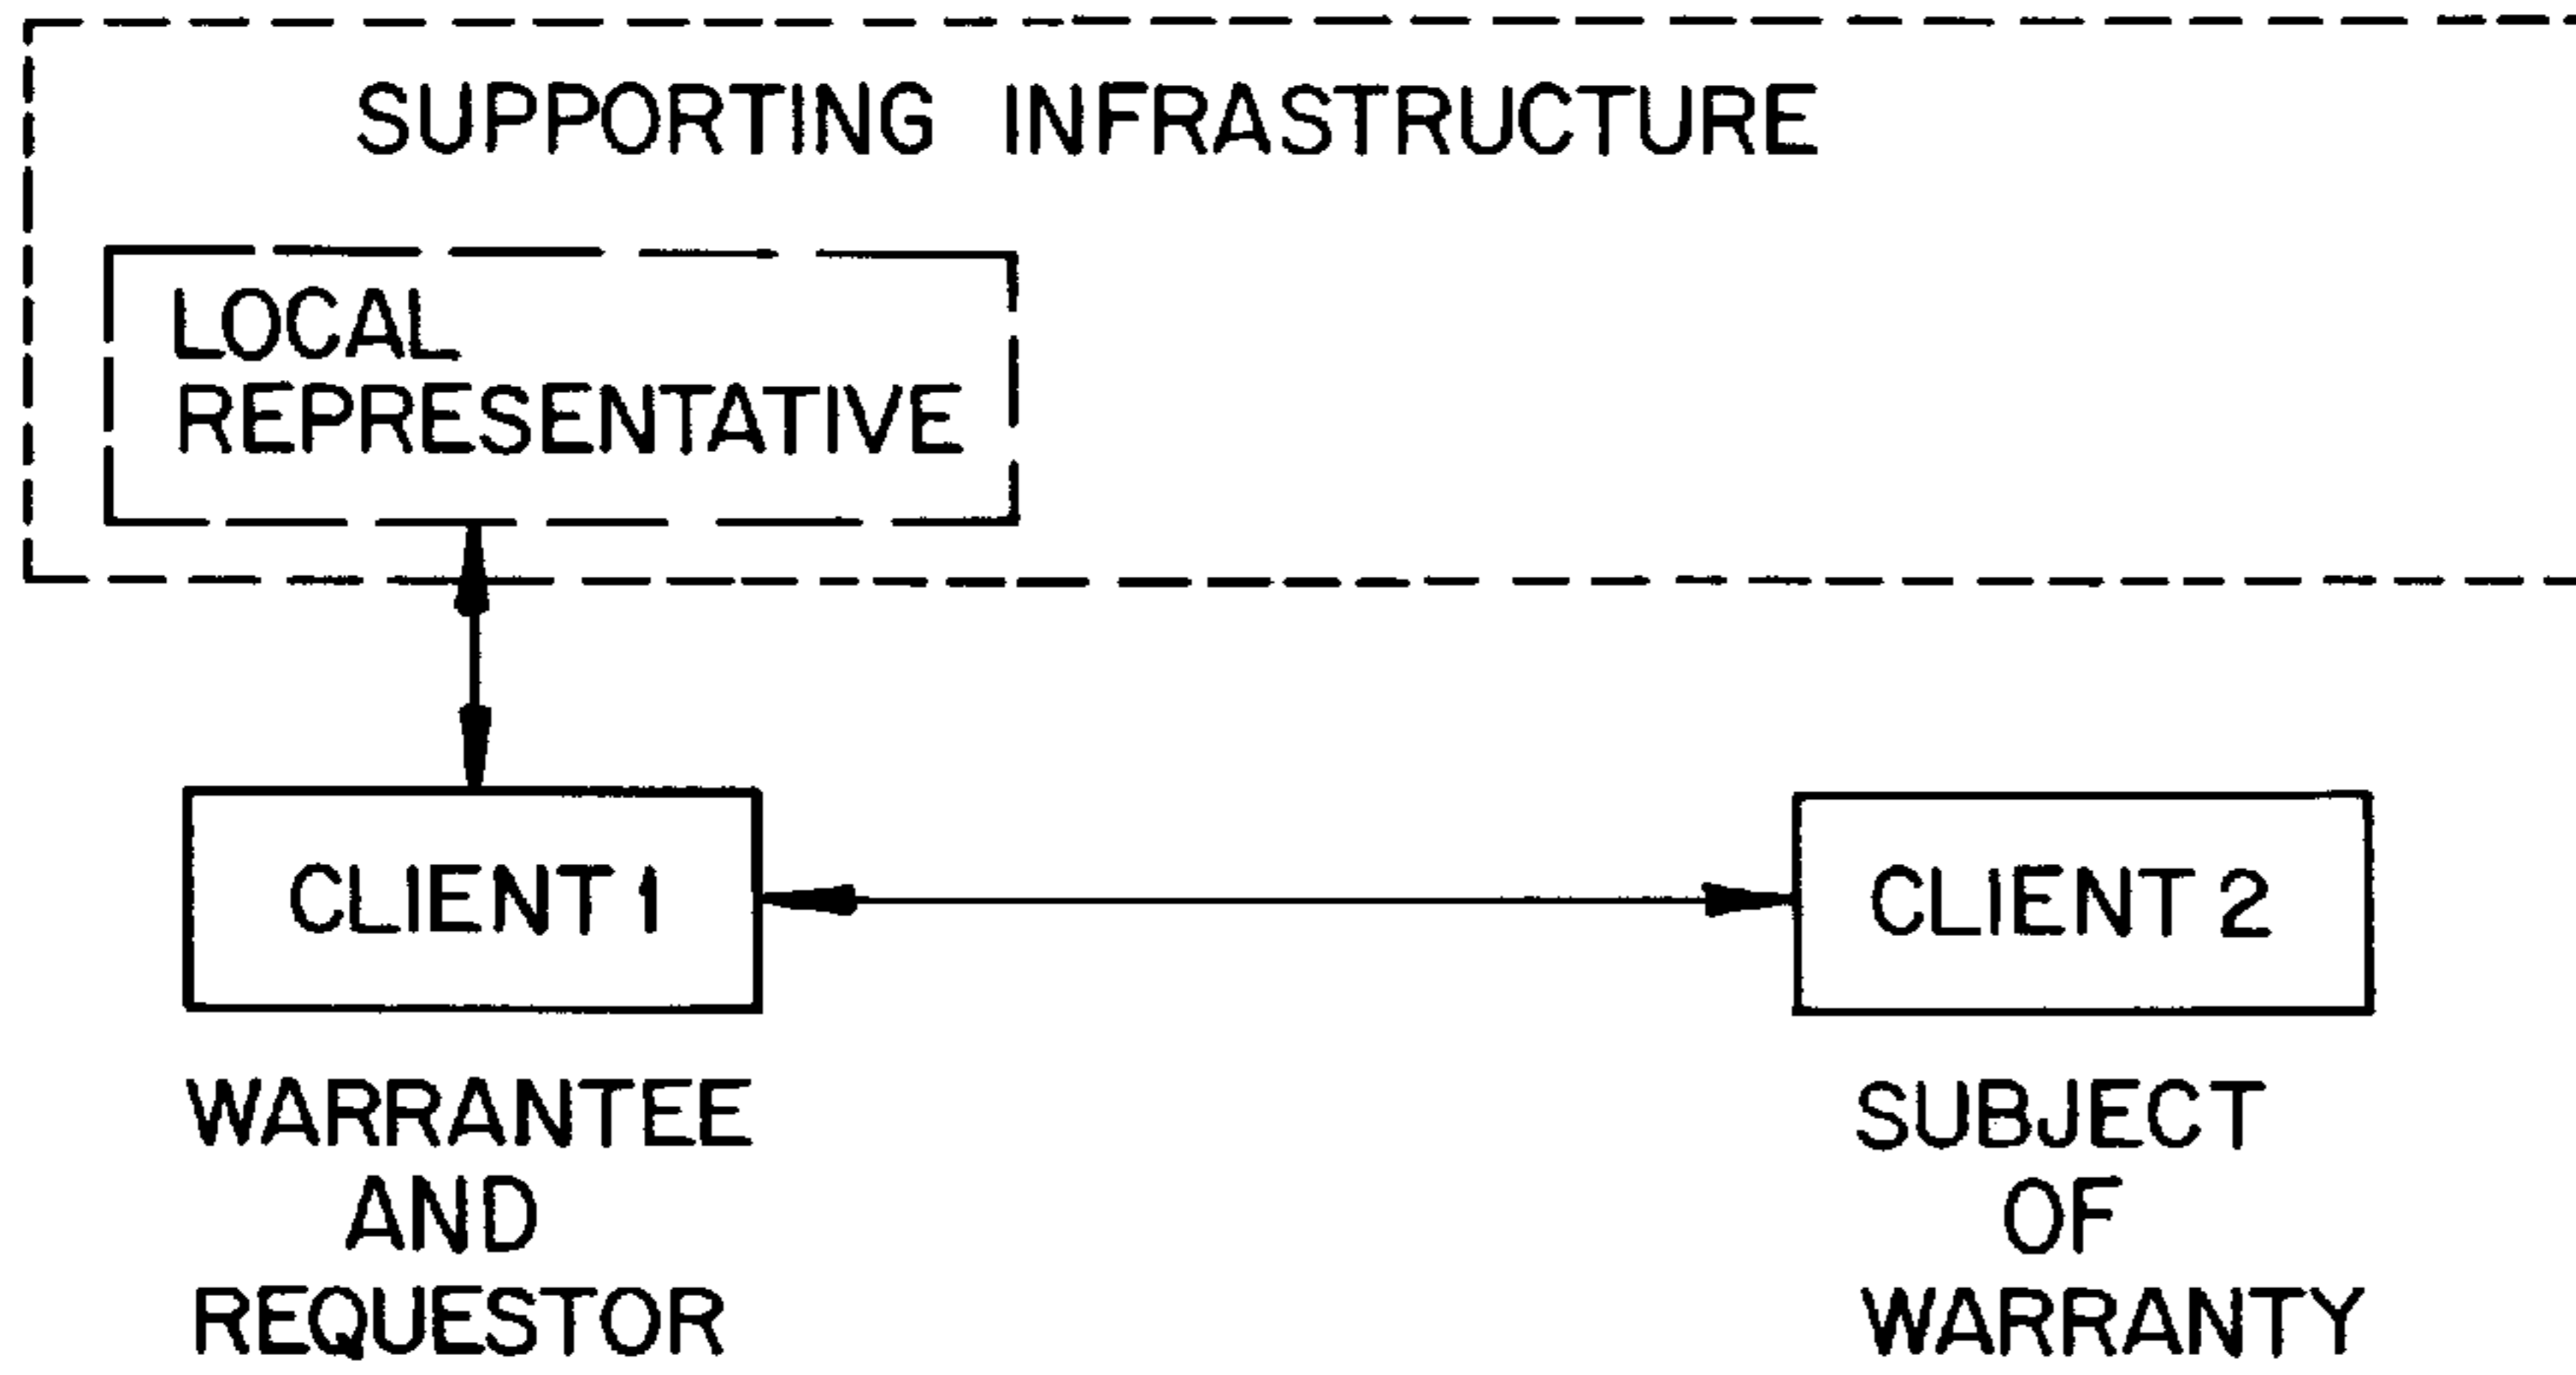 SUPPORTING INFRASTRUCTURE
LOCAL
REPRESENTATIVE
CLIENT 1
CLIENT 2
WARRANTEE
AND
REQUESTOR
SUBJECT
OF
WARRANTY